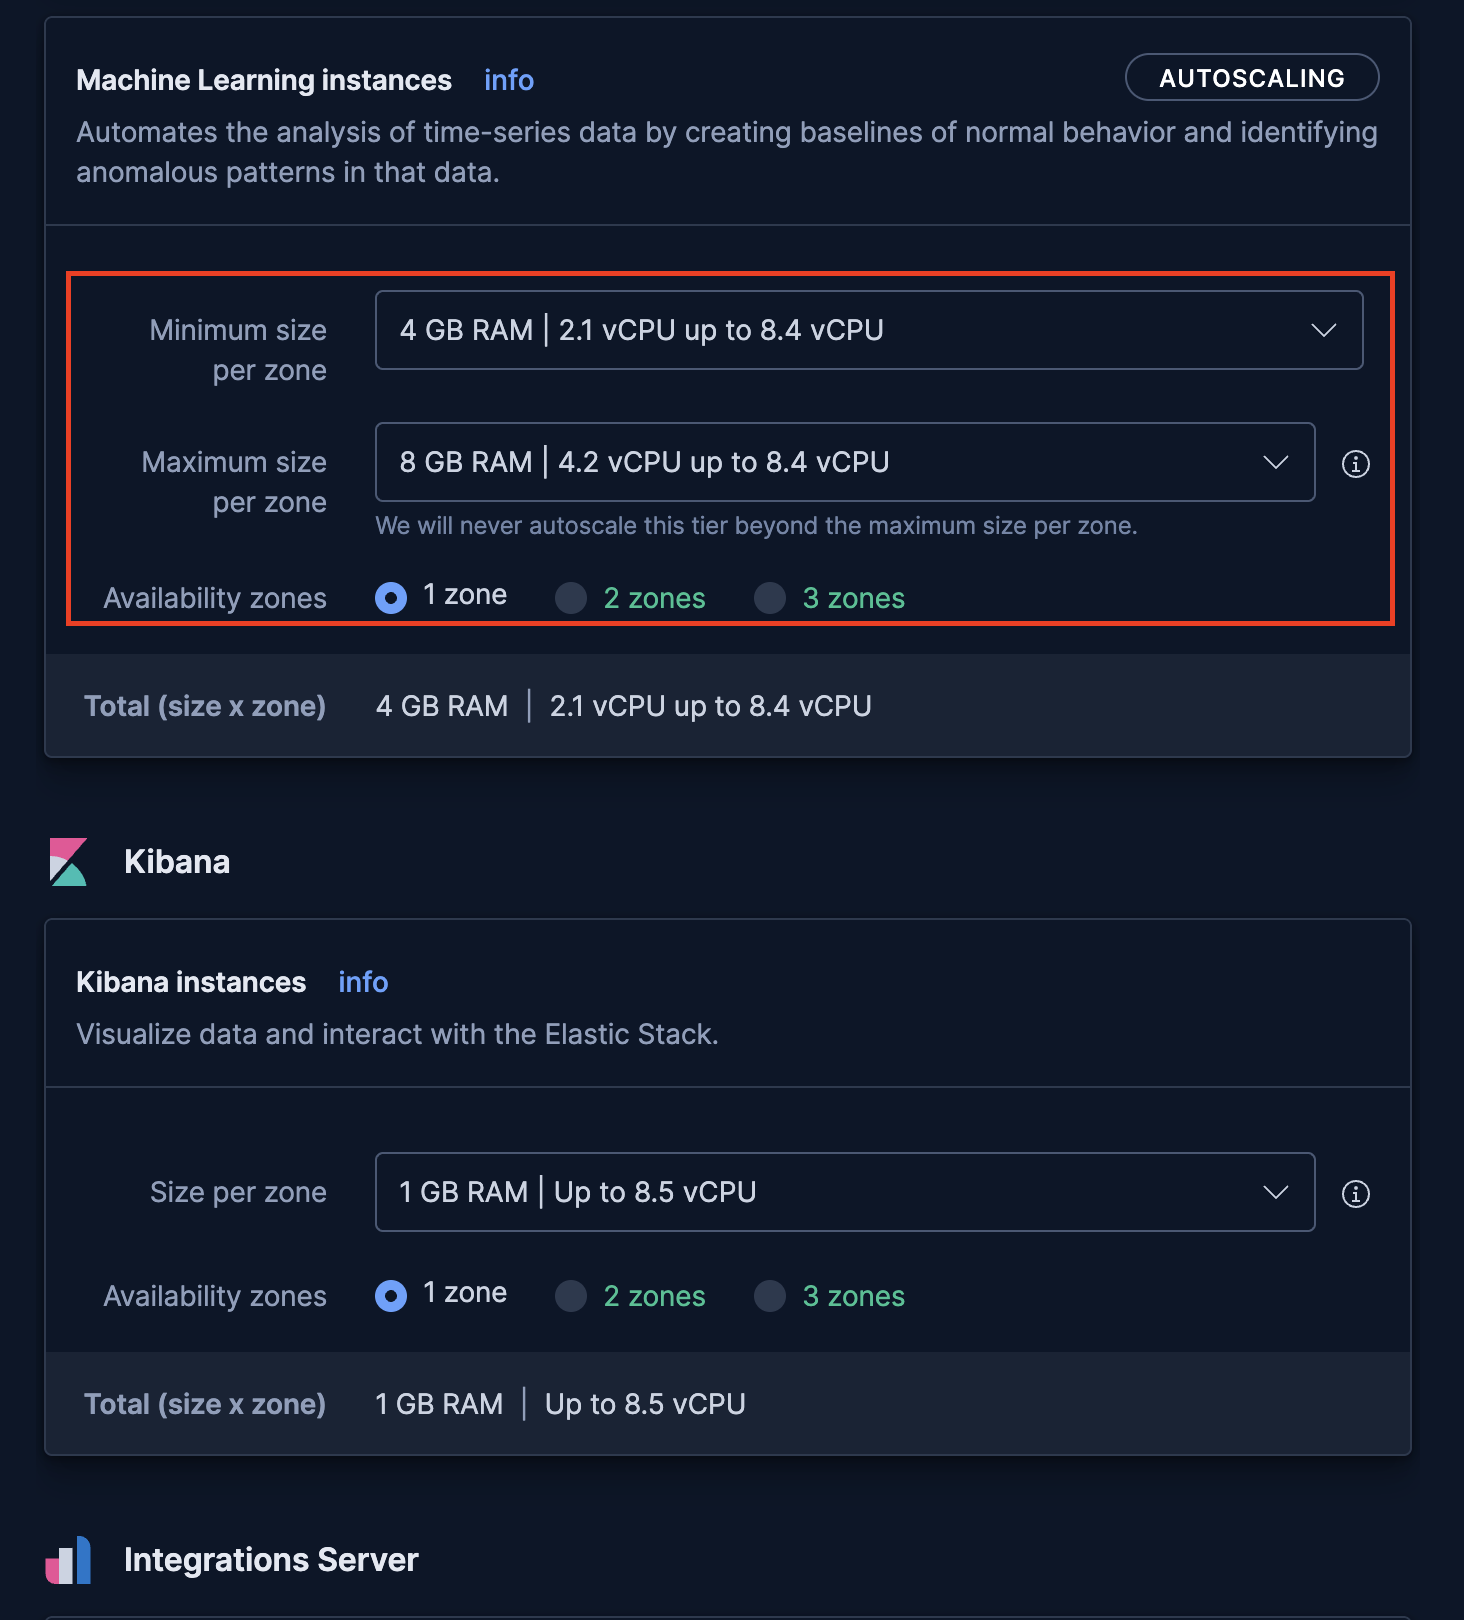 Machine Learning instances info AUTOSCALING
Automates the analysis of time-series data by creating baselines of normal behavior and identifying
anomalous patterns in that data.
Minimum size
per zone
4 GB RAM | 2.1 vCPU up to 8.4 vCPU
Maximum size
per zone
8 GB RAM | 4.2 vCPU up to 8.4 vCPU
We will never autoscale this tier beyond the maximum size per zone.
Availability zones 1 zone 2 zones 3 zones
Total (size x zone) 4 GB RAM | 2.1 vCPU up to 8.4 vCPU
Kibana
Kibana instances info
Visualize data and interact with the Elastic Stack.
Size per zone 1 GB RAM | Up to 8.5 vCPU
Availability zones 1 zone 2 zones 3 zones
Total (size x zone) 1 GB RAM | Up to 8.5 vCPU
Integrations Server